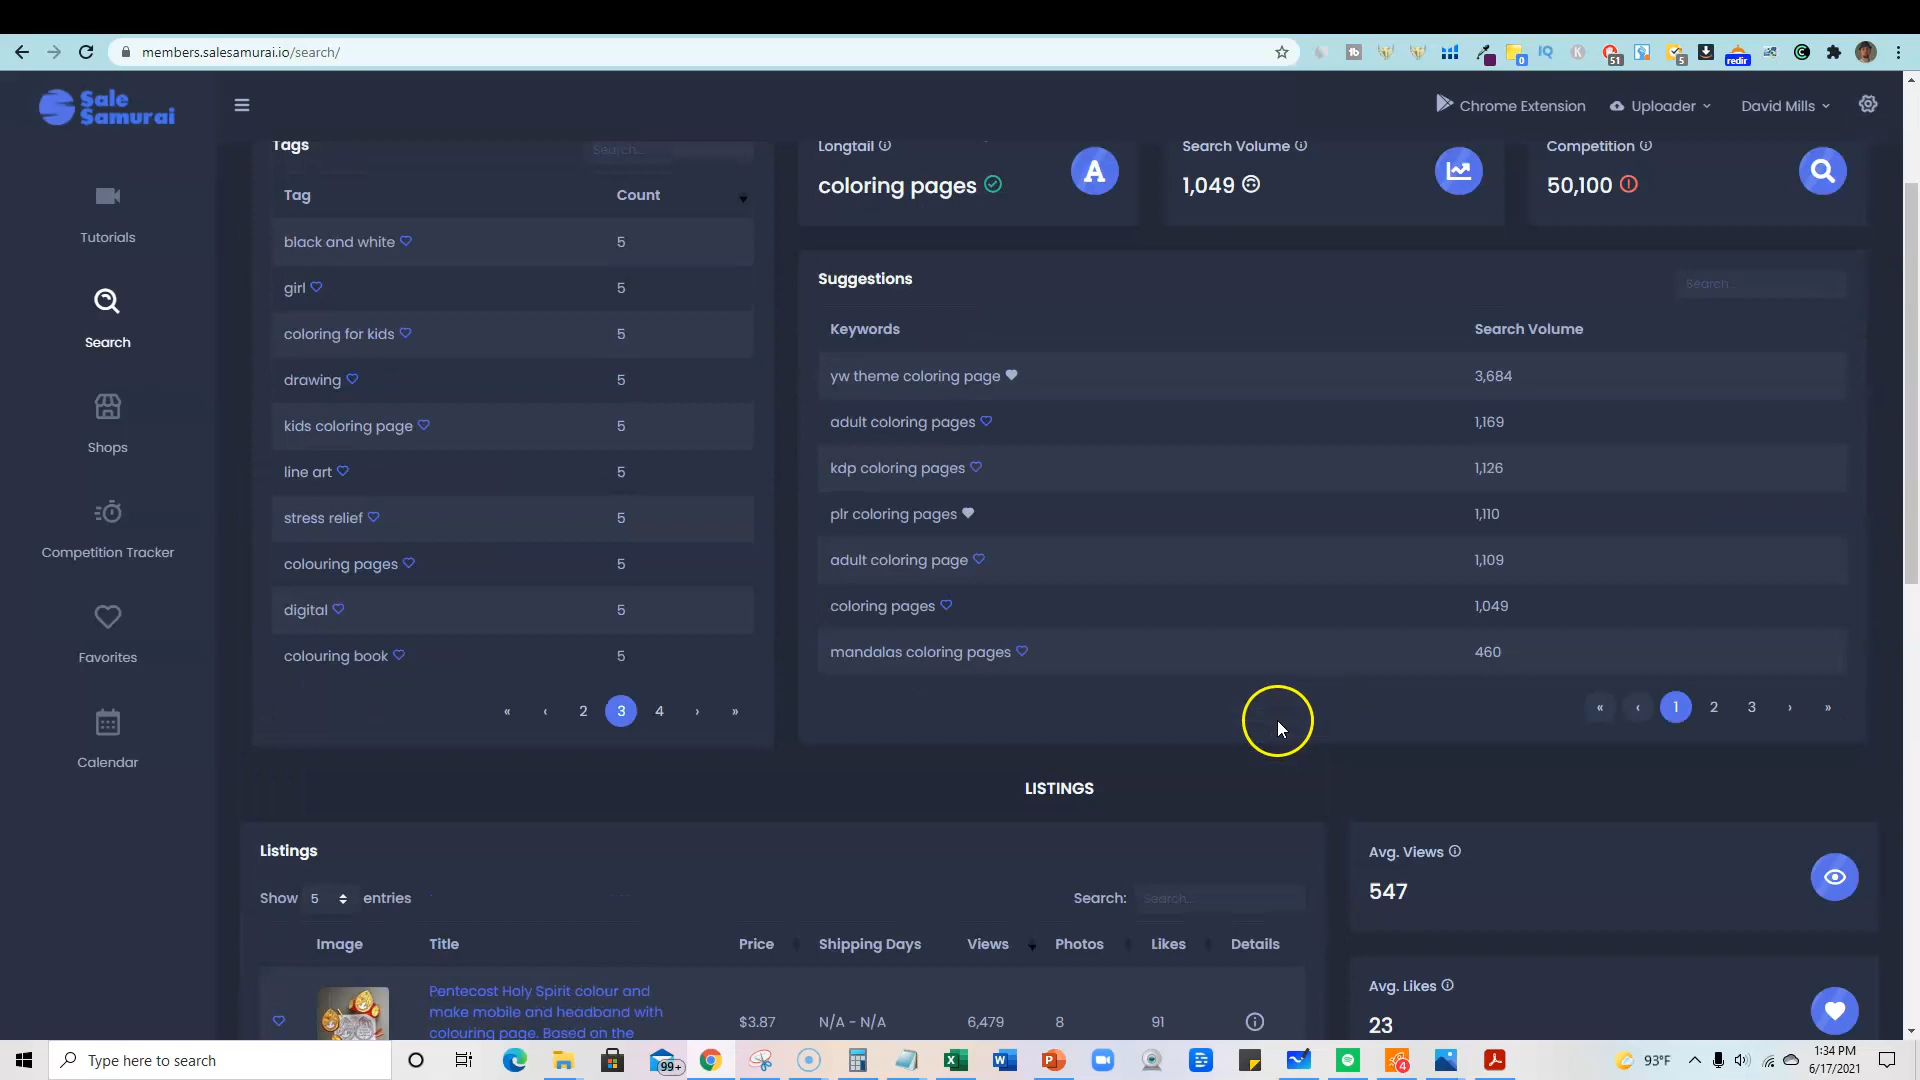 members.salesamurai.io/search/
0
51
5
redir
Sale
Samurai
Chrome Extension
Uploader
David Mills
Tutorials
Search
Shops
Competition Tracker
Favorites
Calendar
Tags
Search...
Tag Count
black and white 5
girl 5
coloring for kids 5
drawing 5
kids coloring page 5
line art 5
stress relief 5
colouring pages 5
digital 5
colouring book 5
« ‹ 2 3 4 › »
Longtail
coloring pages
Search Volume
1,049
Competition
50,100
Suggestions
Search...
Keywords Search Volume
yw theme coloring page 3,684
adult coloring pages 1,169
kdp coloring pages 1,126
plr coloring pages 1,110
adult coloring page 1,109
coloring pages 1,049
mandalas coloring pages 460
« ‹ 1 2 3 › »
LISTINGS
Listings
Show 5 entries
Search: Search...
Image Title Price Shipping Days Views Photos Likes Details
Pentecost Holy Spirit colour and
make mobile and headband with
colouring page. Based on the
$3.87 N/A - N/A 6,479 8 91
Avg. Views
547
Avg. Likes
23
Type here to search
99+
4
93°F
1:34 PM
6/17/2021